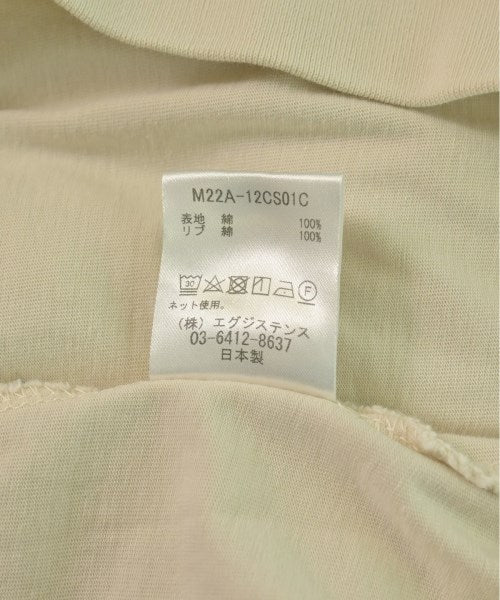 M22A-12CS01C
表地 綿 100%
リブ 綿 100%
30 F
ネット使用。
(株) エグジステンス
03-6412-8637
日本製